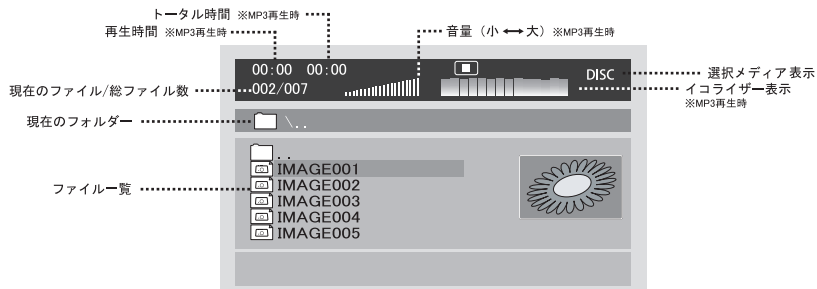 トータル時間 ※MP3再生時
再生時間 ※MP3再生時
音量（小 ⟷ 大）※MP3再生時
00:00 00:00
DISC
選択メディア表示
現在のファイル/総ファイル数
002/007
イコライザー表示
※MP3再生時
現在のフォルダー
\..
..
IMAGE001
IMAGE002
ファイル一覧
IMAGE003
IMAGE004
IMAGE005